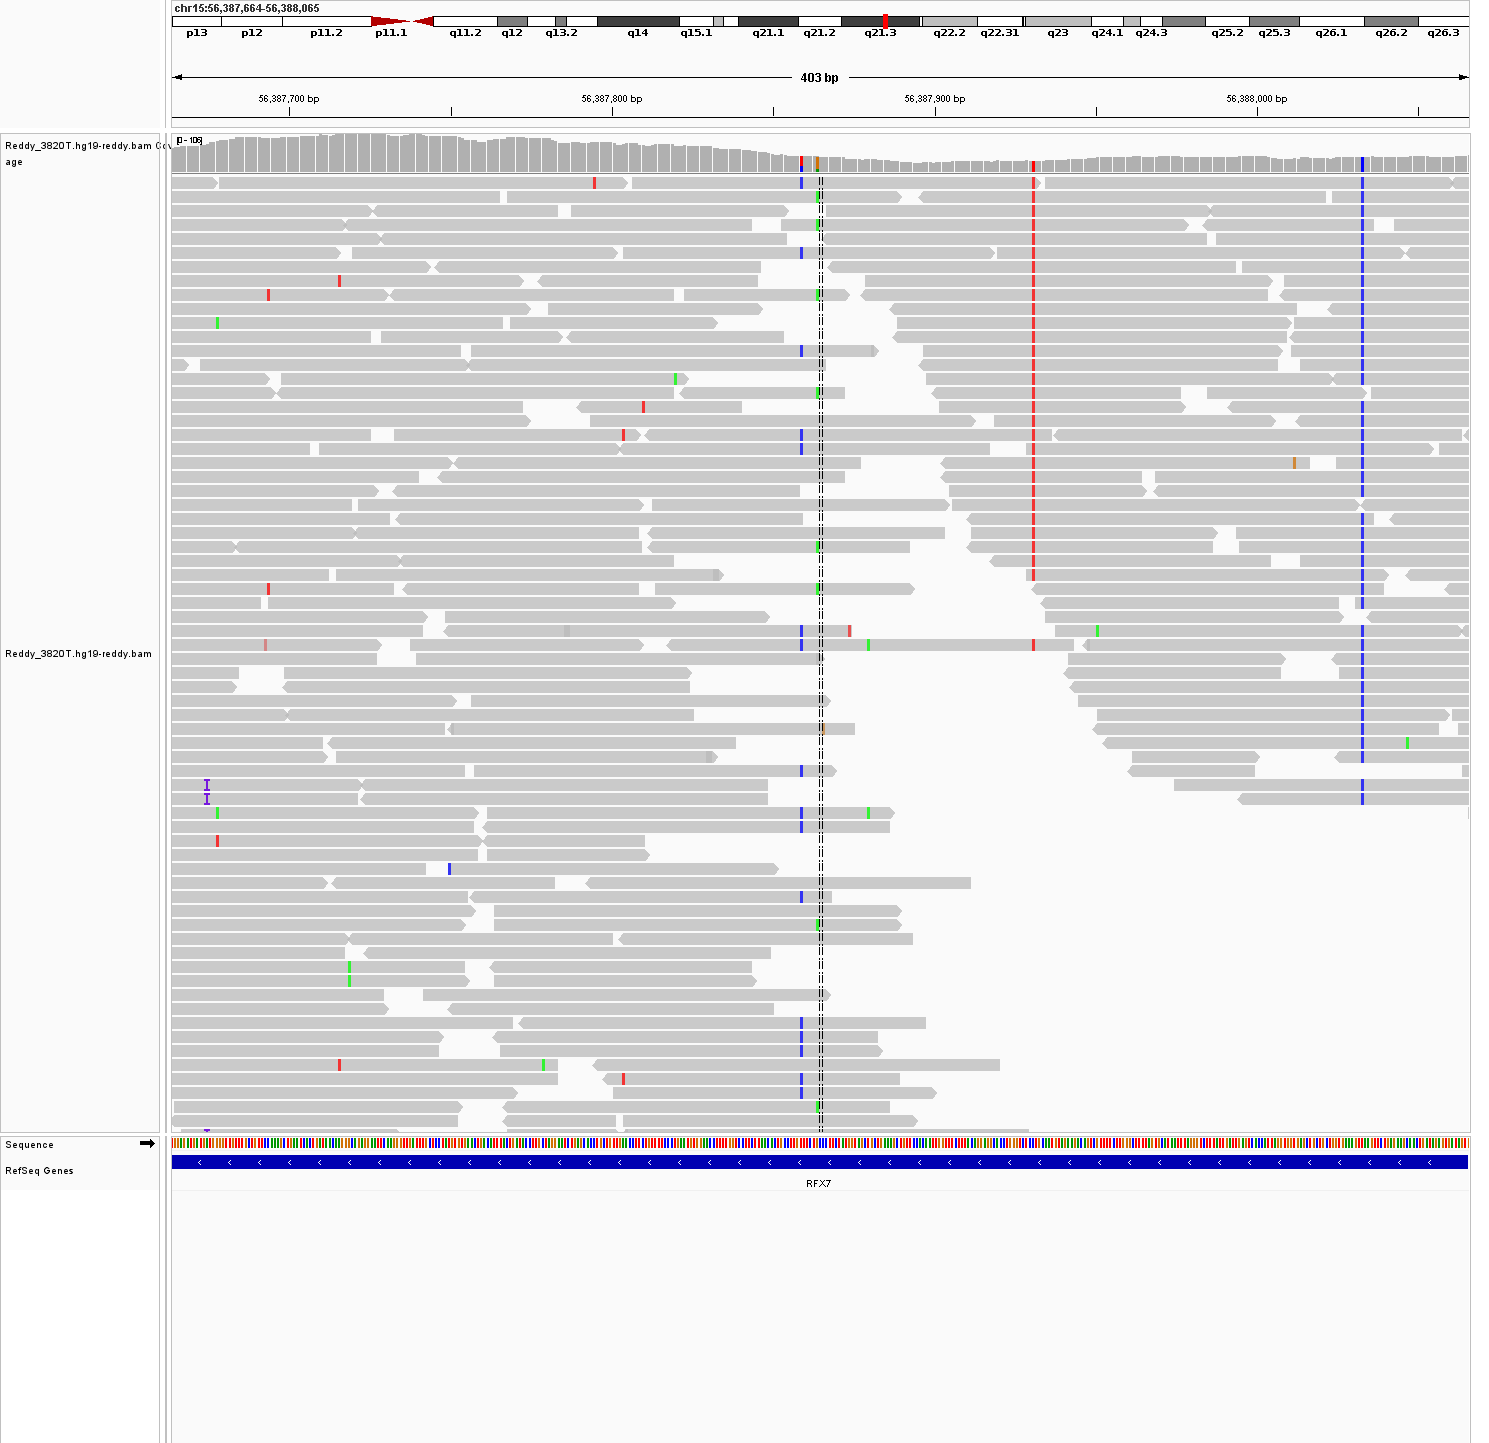 chr15:56,387,664-56,388,065
p13 p12 p11.2 p11.1 q11.2 q12 q13.2 q14 q15.1 q21.1 q21.2 q21.3 q22.2 q22.31 q23 q24.1 q24.3 q25.2 q25.3 q26.1 q26.2 q26.3
403 bp
56,387,700 bp 56,387,800 bp 56,387,900 bp 56,388,000 bp
[0 - 106]
Reddy_3820T.hg19-reddy.bam Cov
age
Reddy_3820T.hg19-reddy.bam
Sequence
RefSeq Genes
RFX7